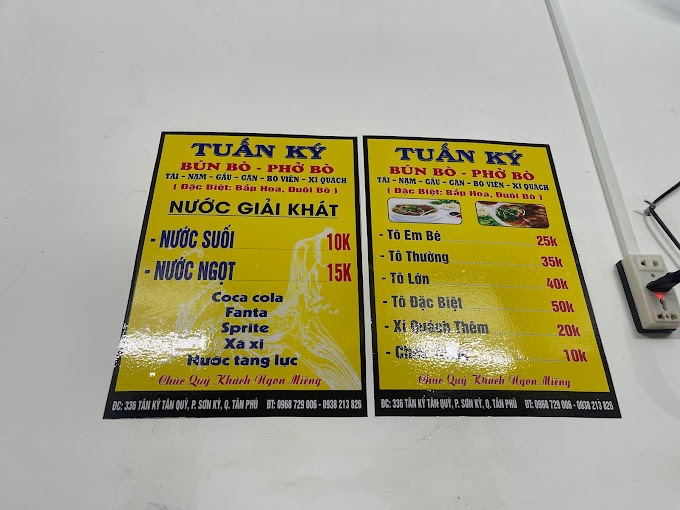 TUẤN KÝ
BÚN BÒ - PHỞ BÒ
TÁI - NẠM - GÂU - GAN - BÒ VIÊN - XÍ QUÁCH
( Đặc Biệt: Bắp Hoa, Đuôi Bò )
NƯỚC GIẢI KHÁT
- NƯỚC SUỐI 10K
- NƯỚC NGỌT 15K
Coca cola
Fanta
Sprite
Xá xị
Nước tăng lực
Chúc Quý Khách Ngon Miệng
ĐC: 336 TÂN KỲ TÂN QUÝ, P. SƠN KỲ, Q. TÂN PHÚ ĐT: 0968 729 006 - 0938 213 826
TUẤN KÝ
BÚN BÒ - PHỞ BÒ
TÁI - NẠM - GÂU - GAN - BÒ VIÊN - XÍ QUÁCH
( Đặc Biệt: Bắp Hoa, Đuôi Bò )
- Tô Em Bé 25k
- Tô Thường 35k
- Tô Lớn 40k
- Tô Đặc Biệt 50k
- Xí Quách Thêm 20k
- 10k
Chúc Quý Khách Ngon Miệng
ĐC: 336 TÂN KỲ TÂN QUÝ, P. SƠN KỲ, Q. TÂN PHÚ ĐT: 0968 729 006 - 0938 213 826